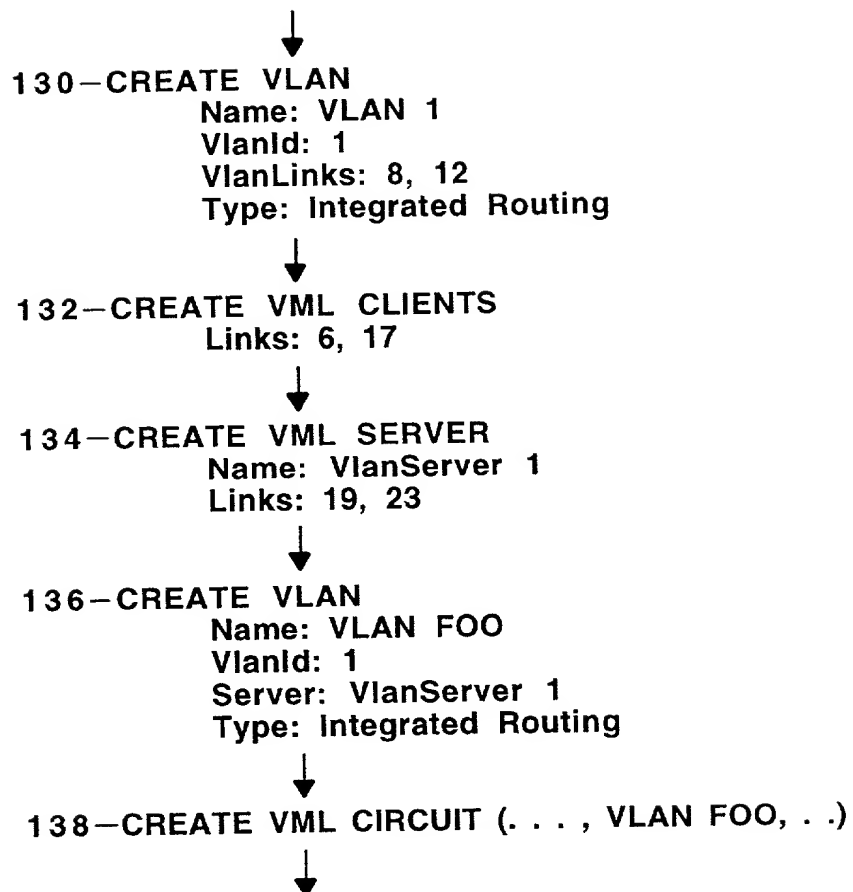 130—CREATE VLAN
Name: VLAN 1
VlanId: 1
VlanLinks: 8, 12
Type: Integrated Routing
132—CREATE VML CLIENTS
Links: 6, 17
134—CREATE VML SERVER
Name: VlanServer 1
Links: 19, 23
136—CREATE VLAN
Name: VLAN FOO
VlanId: 1
Server: VlanServer 1
Type: Integrated Routing
138—CREATE VML CIRCUIT (. . . , VLAN FOO, . .)